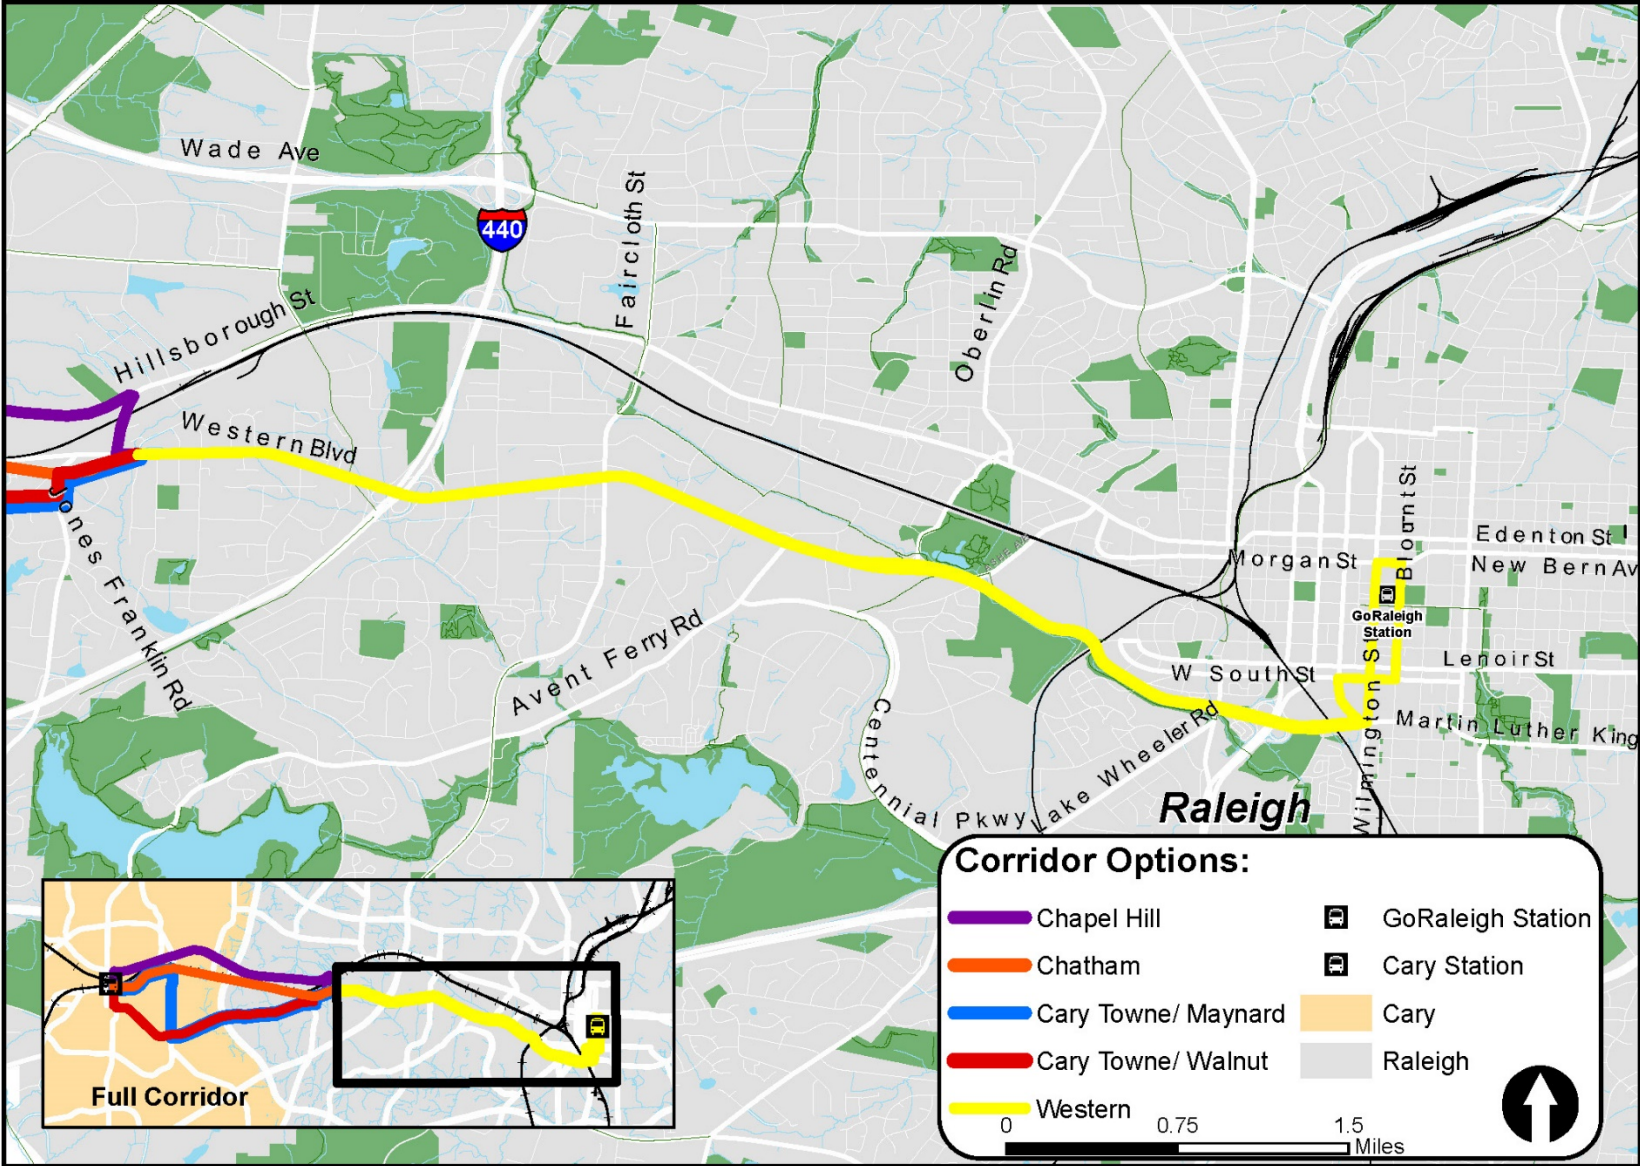 Wade Ave
440
Faircloth St
Oberlin Rd
Hillsborough St
Western Blvd
Jones Franklin Rd
Avent Ferry Rd
Centennial Pkwy
Lake Wheeler Rd
W South St
Morgan St
Blount St
Edenton St
New Bern Av
GoRaleigh
Station
Lenoir St
Wilmington St
Martin Luther King
Raleigh
Corridor Options:
Chapel Hill
GoRaleigh Station
Chatham
Cary Station
Cary Towne/ Maynard
Cary
Cary Towne/ Walnut
Raleigh
Western
0 0.75 1.5
Miles
Full Corridor